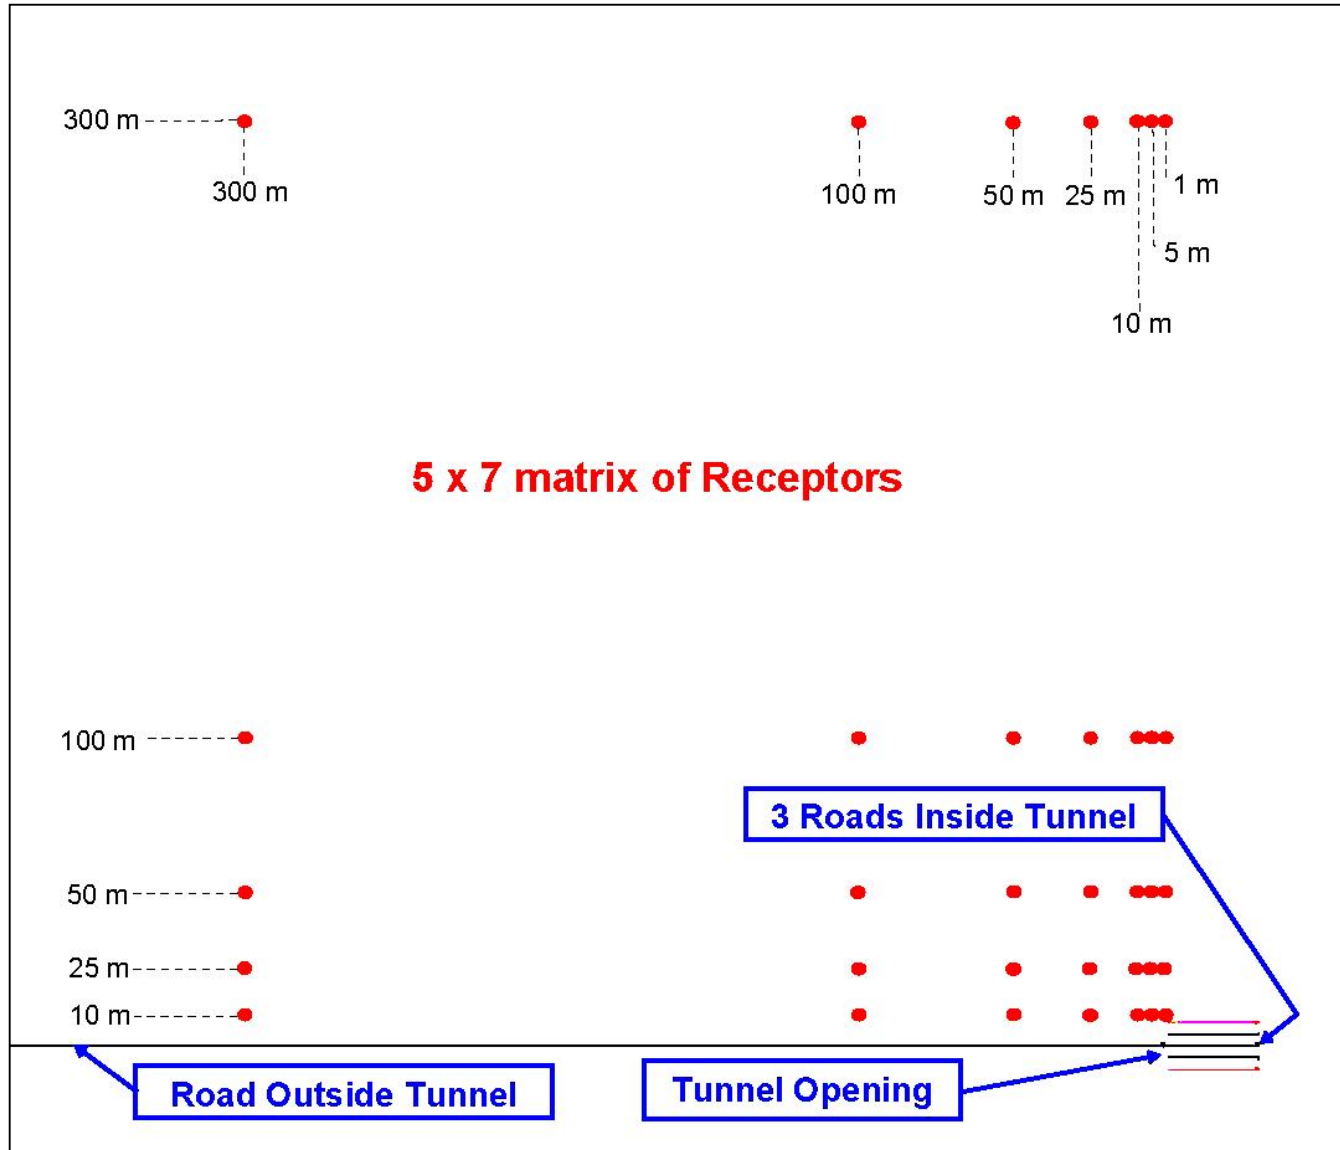 300 m
300 m
100 m
50 m
25 m
1 m
5 m
10 m
5 x 7 matrix of Receptors
100 m
3 Roads Inside Tunnel
50 m
25 m
10 m
Road Outside Tunnel
Tunnel Opening